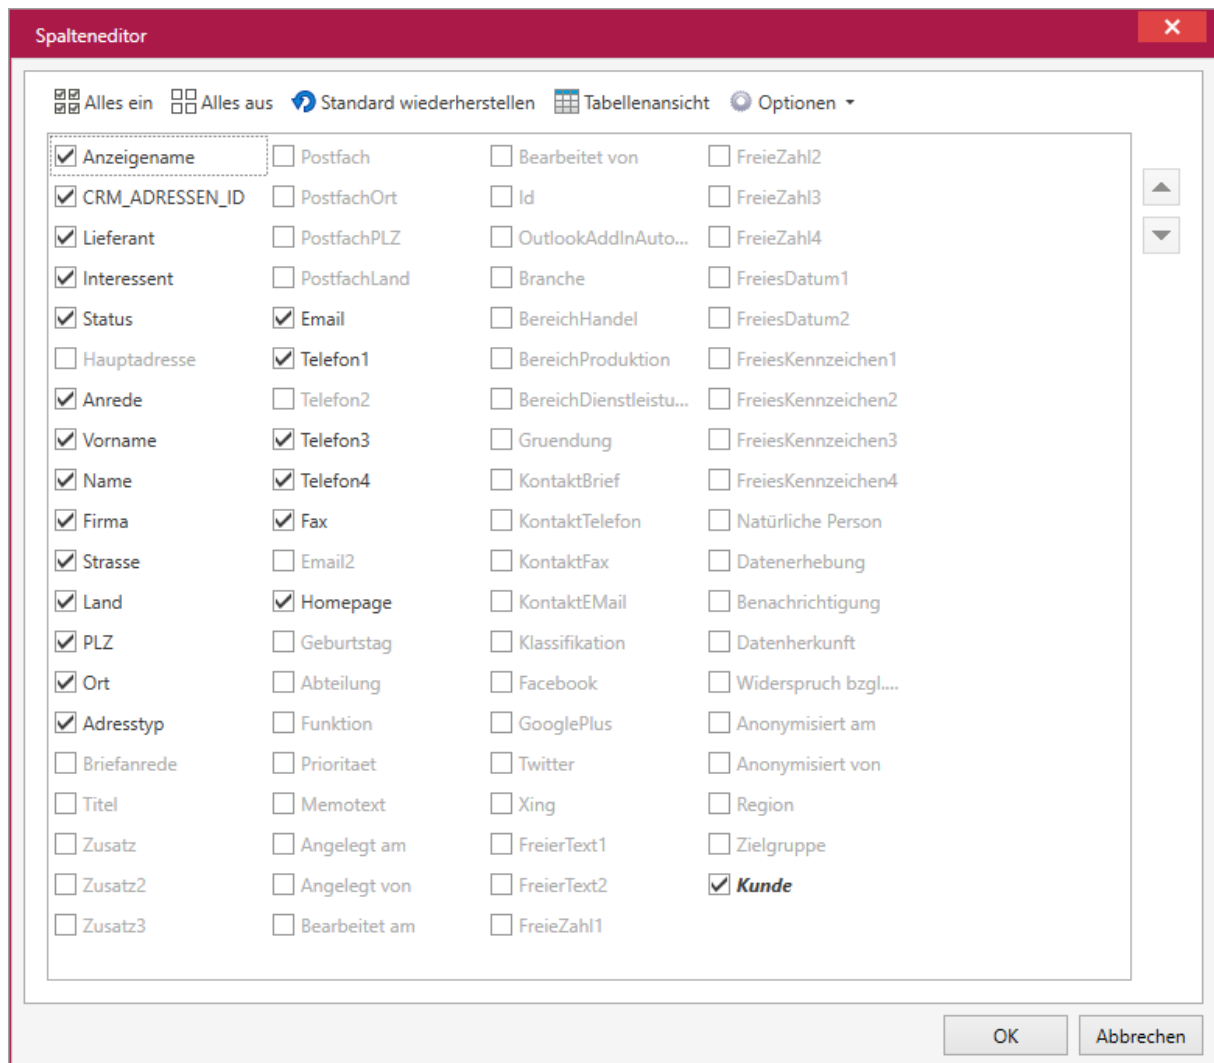 Spalteneditor
Alles ein Alles aus Standard wiederherstellen Tabellenansicht Optionen
Anzeigename Postfach Bearbeitet von FreieZahl2
CRM_ADRESSEN_ID PostfachOrt Id FreieZahl3
Lieferant PostfachPLZ OutlookAddInAuto... FreieZahl4
Interessent PostfachLand Branche FreiesDatum1
Status Email BereichHandel FreiesDatum2
Hauptadresse Telefon1 BereichProduktion FreiesKennzeichen1
Anrede Telefon2 BereichDienstleistu... FreiesKennzeichen2
Vorname Telefon3 Gruendung FreiesKennzeichen3
Name Telefon4 KontaktBrief FreiesKennzeichen4
Firma Fax KontaktTelefon Natürliche Person
Strasse Email2 KontaktFax Datenerhebung
Land Homepage KontaktEMail Benachrichtigung
PLZ Geburtstag Klassifikation Datenherkunft
Ort Abteilung Facebook Widerspruch bzgl....
Adresstyp Funktion GooglePlus Anonymisiert am
Briefanrede Prioritaet Twitter Anonymisiert von
Titel Memotext Xing Region
Zusatz Angelegt am FreierText1 Zielgruppe
Zusatz2 Angelegt von FreierText2 Kunde
Zusatz3 Bearbeitet am FreieZahl1
OK Abbrechen